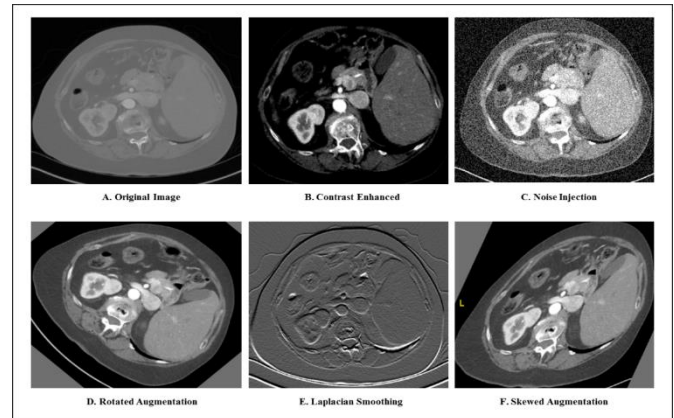 A. Original Image
B. Contrast Enhanced
C. Noise Injection
L
D. Rotated Augmentation
E. Laplacian Smoothing
F. Skewed Augmentation